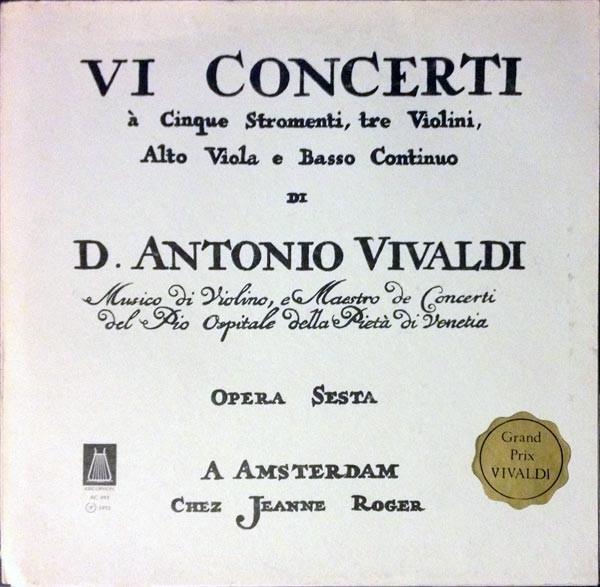 VI CONCERTI
à Cinque Stromenti, tre Violini,
Alto Viola e Basso Continuo
DI
D. ANTONIO VIVALDI
Musico di Violino, e Maestro de Concerti
del Pio Ospitale della Pietà di Venetia
OPERA SESTA
Grand
Prix
VIVALDI
A AMSTERDAM
CHEZ JEANNE ROGER
ARCOPHON